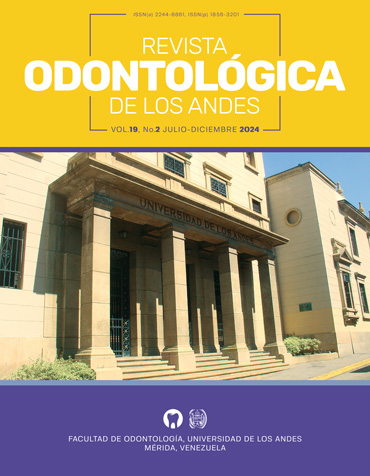 ISSN(e) 2244-8861; ISSN(p) 1856-3201
REVISTA
ODONTOLÓGICA
DE LOS ANDES
VOL.19, No.2 JULIO-DICIEMBRE 2024
UNIVERSIDAD DE LOS ANDES
FACULTAD DE ODONTOLOGÍA, UNIVERSIDAD DE LOS ANDES
MÉRIDA, VENEZUELA